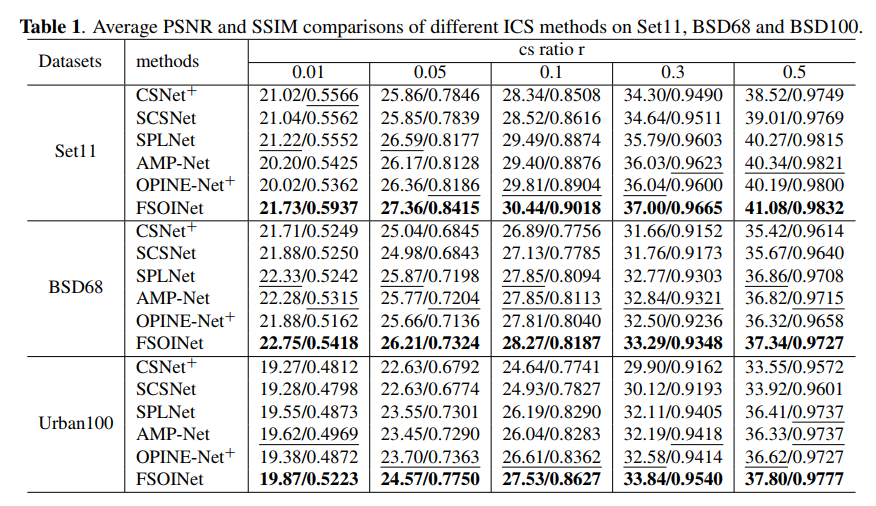 Table 1. Average PSNR and SSIM comparisons of different ICS methods on Set11, BSD68 and BSD100.
Datasets methods cs ratio r
0.01 0.05 0.1 0.3 0.5
Set11
CSNet+ 21.02/0.5566 25.86/0.7846 28.34/0.8508 34.30/0.9490 38.52/0.9749
SCSNet 21.04/0.5562 25.85/0.7839 28.52/0.8616 34.64/0.9511 39.01/0.9769
SPLNet 21.22/0.5552 26.59/0.8177 29.49/0.8874 35.79/0.9603 40.27/0.9815
AMP-Net 20.20/0.5425 26.17/0.8128 29.40/0.8876 36.03/0.9623 40.34/0.9821
OPINE-Net+ 20.02/0.5362 26.36/0.8186 29.81/0.8904 36.04/0.9600 40.19/0.9800
FSOINet 21.73/0.5937 27.36/0.8415 30.44/0.9018 37.00/0.9665 41.08/0.9832
BSD68
CSNet+ 21.71/0.5249 25.04/0.6845 26.89/0.7756 31.66/0.9152 35.42/0.9614
SCSNet 21.88/0.5250 24.98/0.6843 27.13/0.7785 31.76/0.9173 35.67/0.9640
SPLNet 22.33/0.5242 25.87/0.7198 27.85/0.8094 32.77/0.9303 36.86/0.9708
AMP-Net 22.28/0.5315 25.77/0.7204 27.85/0.8113 32.84/0.9321 36.82/0.9715
OPINE-Net+ 21.88/0.5162 25.66/0.7136 27.81/0.8040 32.50/0.9236 36.32/0.9658
FSOINet 22.75/0.5418 26.21/0.7324 28.27/0.8187 33.29/0.9348 37.34/0.9727
Urban100
CSNet+ 19.27/0.4812 22.63/0.6792 24.64/0.7741 29.90/0.9162 33.55/0.9572
SCSNet 19.28/0.4798 22.63/0.6774 24.93/0.7827 30.12/0.9193 33.92/0.9601
SPLNet 19.55/0.4873 23.55/0.7301 26.19/0.8290 32.11/0.9405 36.41/0.9737
AMP-Net 19.62/0.4969 23.45/0.7290 26.04/0.8283 32.19/0.9418 36.33/0.9737
OPINE-Net+ 19.38/0.4872 23.70/0.7363 26.61/0.8362 32.58/0.9414 36.62/0.9727
FSOINet 19.87/0.5223 24.57/0.7750 27.53/0.8627 33.84/0.9540 37.80/0.9777